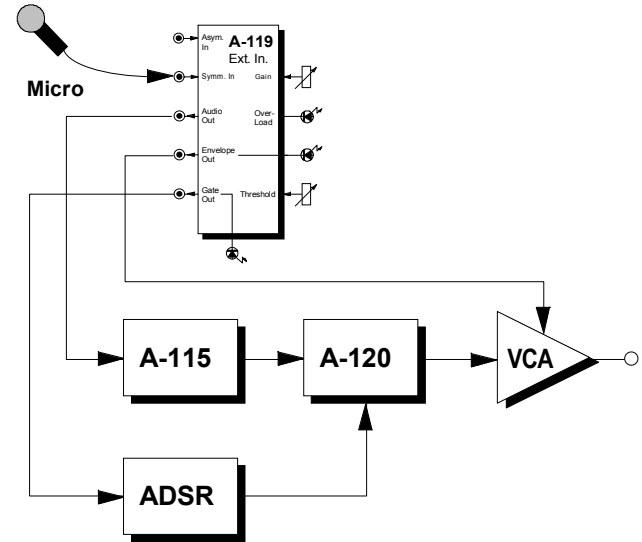 Asym.
In
A-119
Ext. In.
Micro
Symm. In
Gain
Audio
Out
Over-
Load
Envelope
Out
Gate
Out
Threshold
A-115
A-120
VCA
ADSR